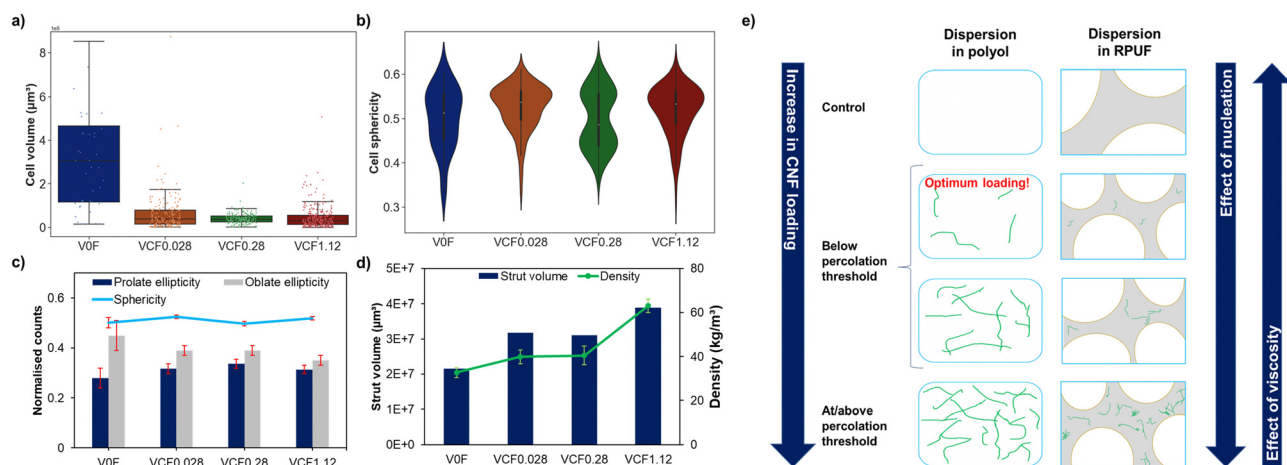 a)
1e8
Cell volume (µm³)
8
6
4
2
0
V0F
VCF0.028
VCF0.28
VCF1.12
b)
Cell sphericity
0.6
0.5
0.4
0.3
V0F
VCF0.028
VCF0.28
VCF1.12
c)
Prolate ellipticity
Oblate ellipticity
Sphericity
Normalised counts
0.6
0.4
0.2
0
V0F
VCF0.028
VCF0.28
VCF1.12
d)
Strut volume
Density
Strut volume (µm³)
5E+7
4E+7
3E+7
2E+7
1E+7
0E+0
Density (kg/m³)
80
60
40
20
0
V0F
VCF0.028
VCF0.28
VCF1.12
e)
Dispersion
in polyol
Dispersion
in RPUF
Increase in CNF loading
Control
Optimum loading!
Below
percolation
threshold
At/above
percolation
threshold
Effect of nucleation
Effect of viscosity